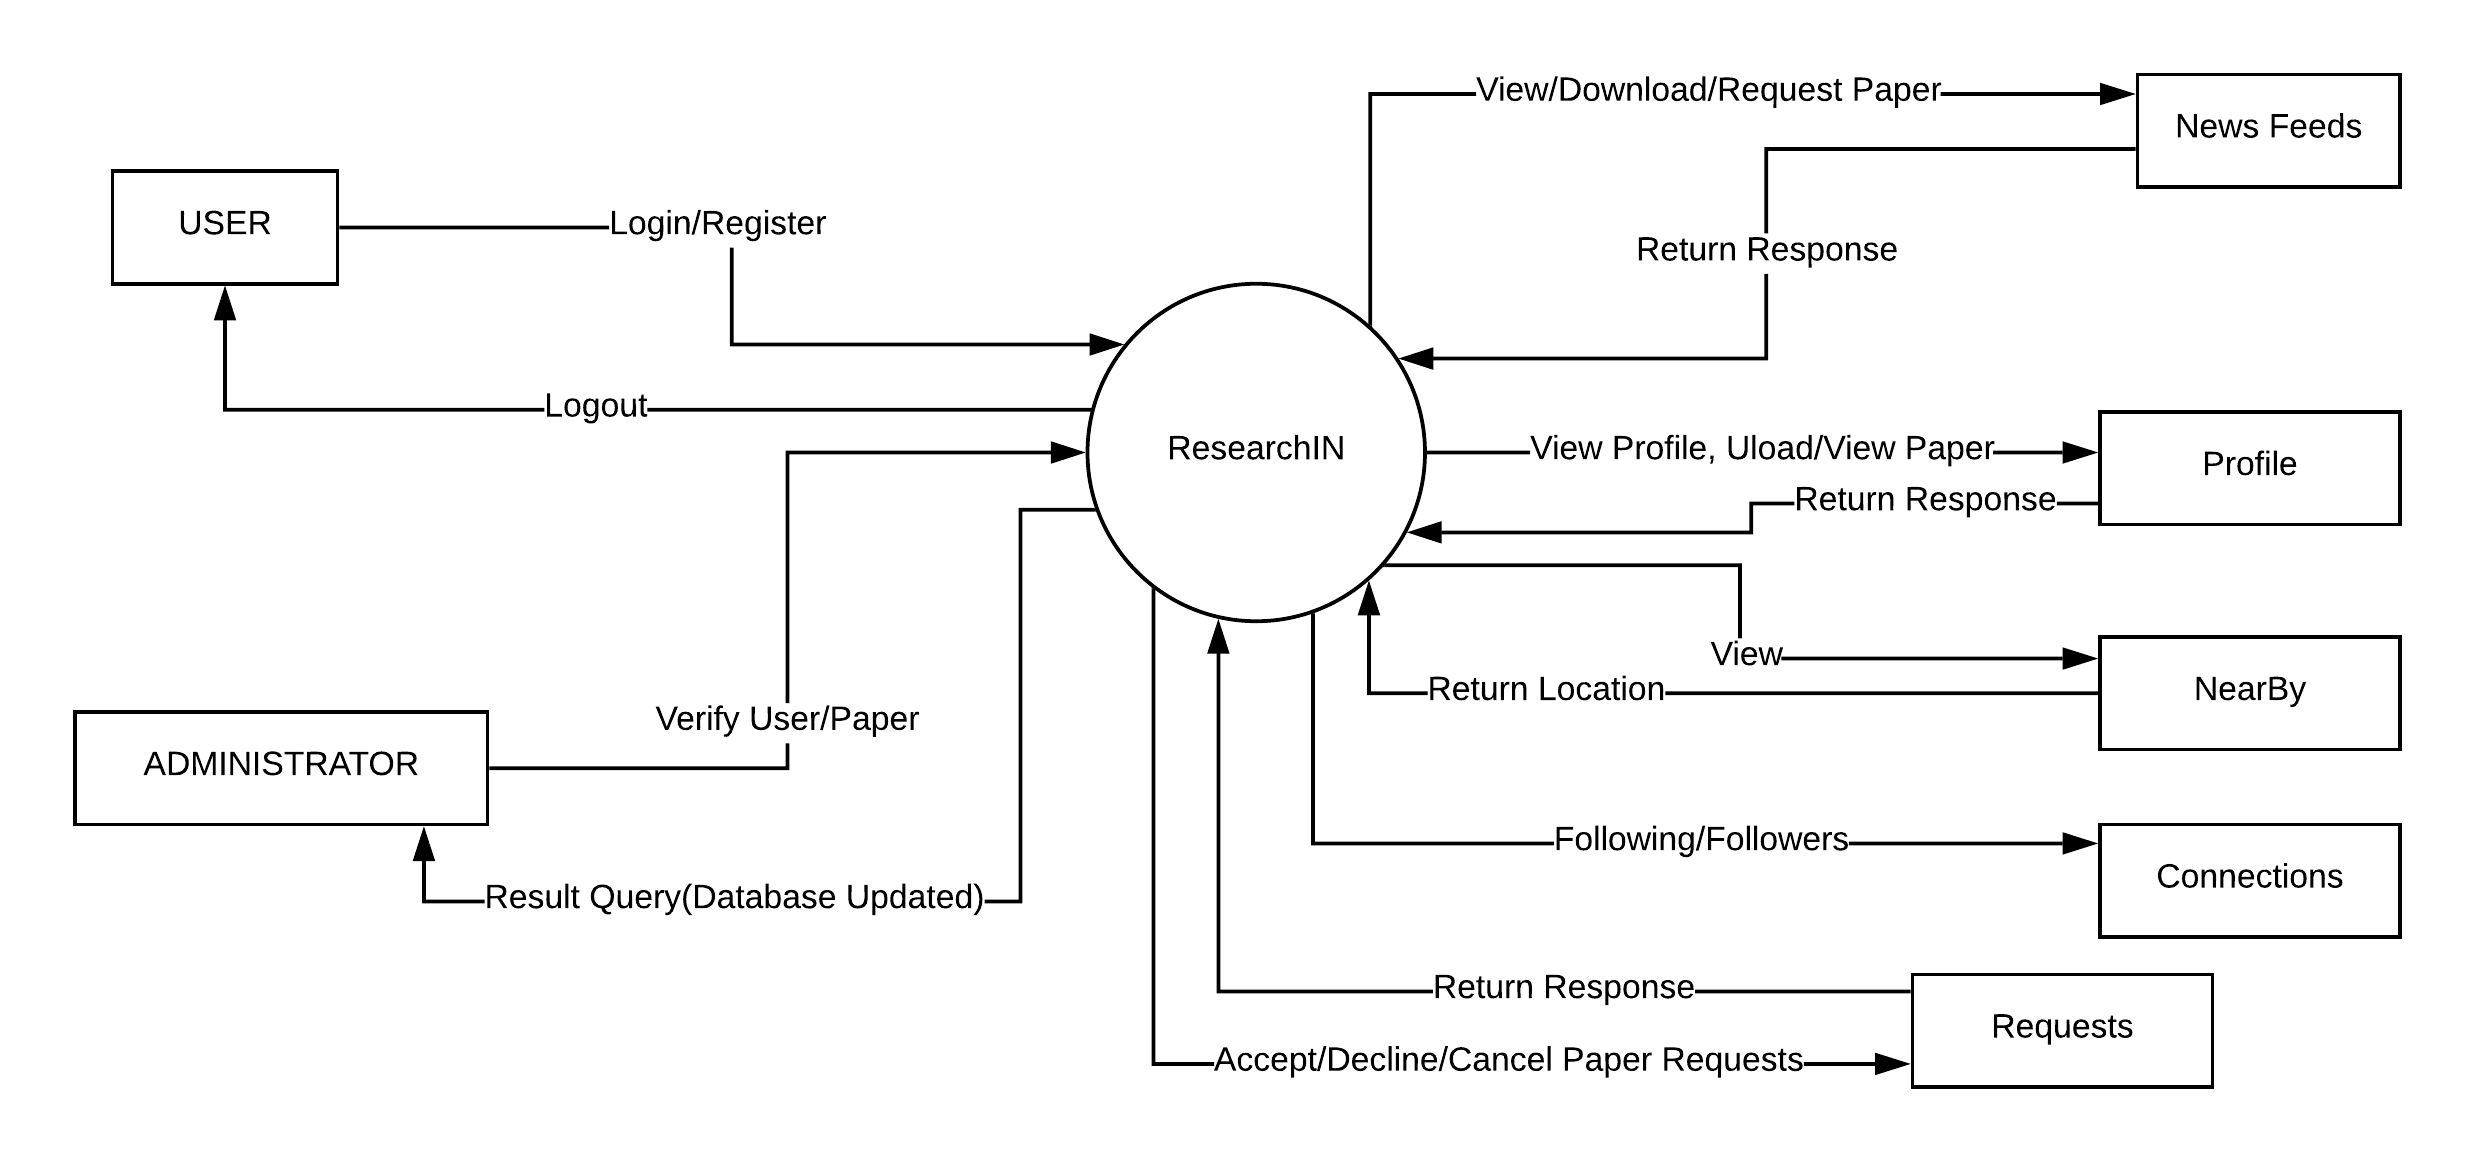 View/Download/Request Paper
News Feeds
USER
Login/Register
Return Response
Logout
ResearchIN
View Profile, Uload/View Paper
Profile
Return Response
View
Return Location
NearBy
Verify User/Paper
ADMINISTRATOR
Following/Followers
Connections
Result Query(Database Updated)
Return Response
Requests
Accept/Decline/Cancel Paper Requests